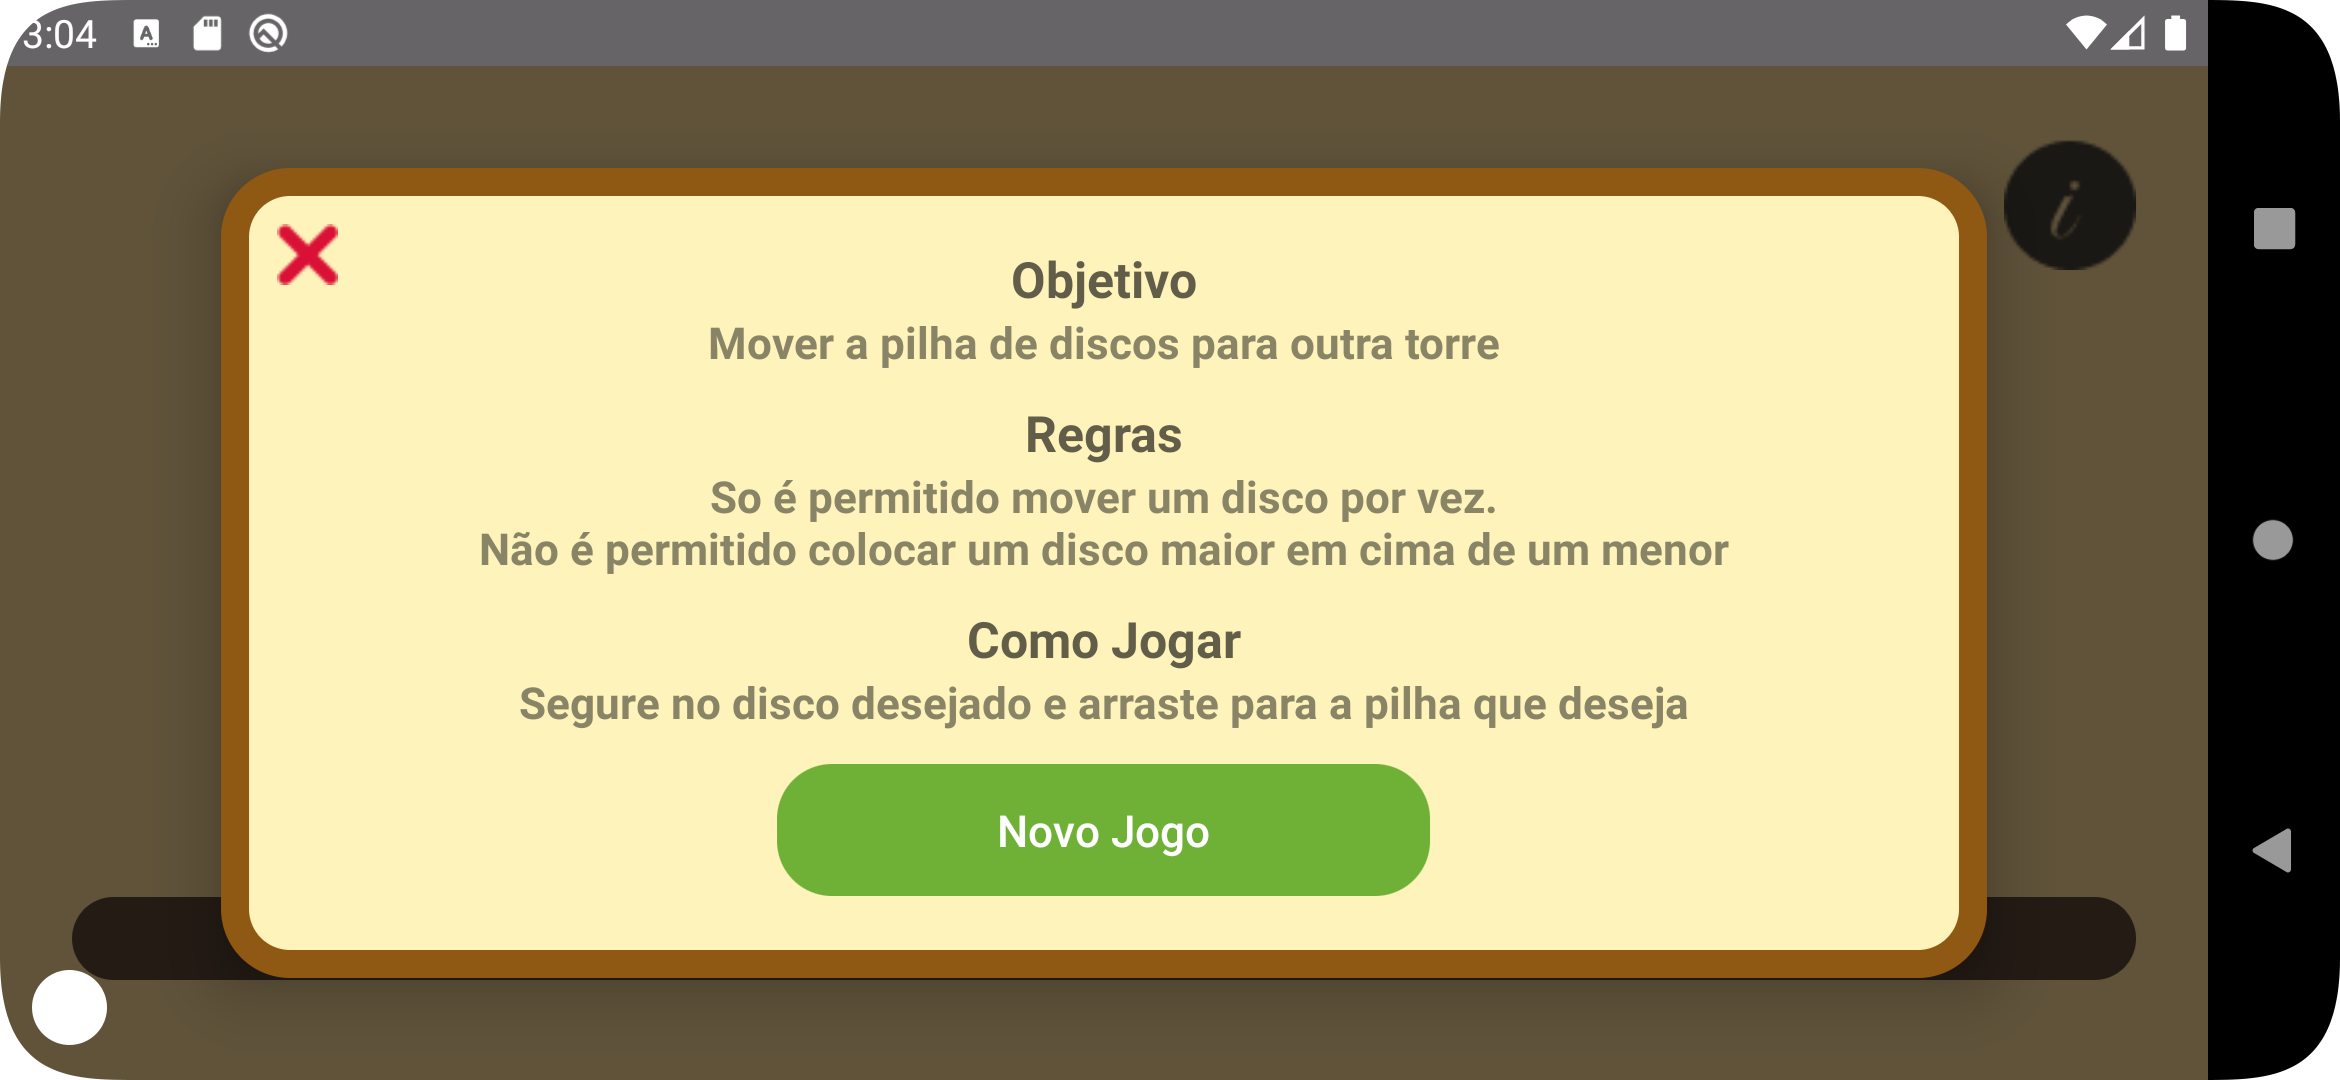 3:04
i
Objetivo
Mover a pilha de discos para outra torre
Regras
So é permitido mover um disco por vez.
Não é permitido colocar um disco maior em cima de um menor
Como Jogar
Segure no disco desejado e arraste para a pilha que deseja
Novo Jogo